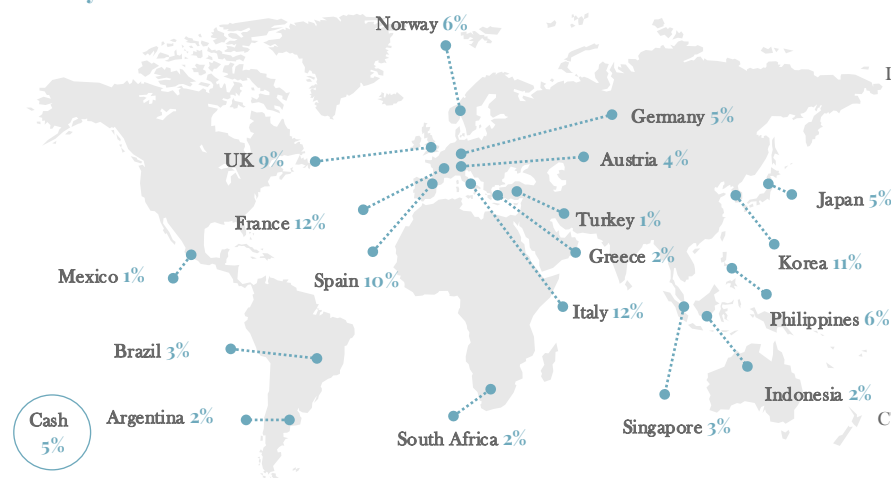 Norway 6%
Germany 5%
UK 9%
Austria 4%
Japan 5%
France 12%
Turkey 1%
Greece 2%
Korea 11%
Mexico 1%
Spain 10%
Italy 12%
Philippines 6%
Brazil 3%
Indonesia 2%
Cash
5%
Argentina 2%
Singapore 3%
South Africa 2%